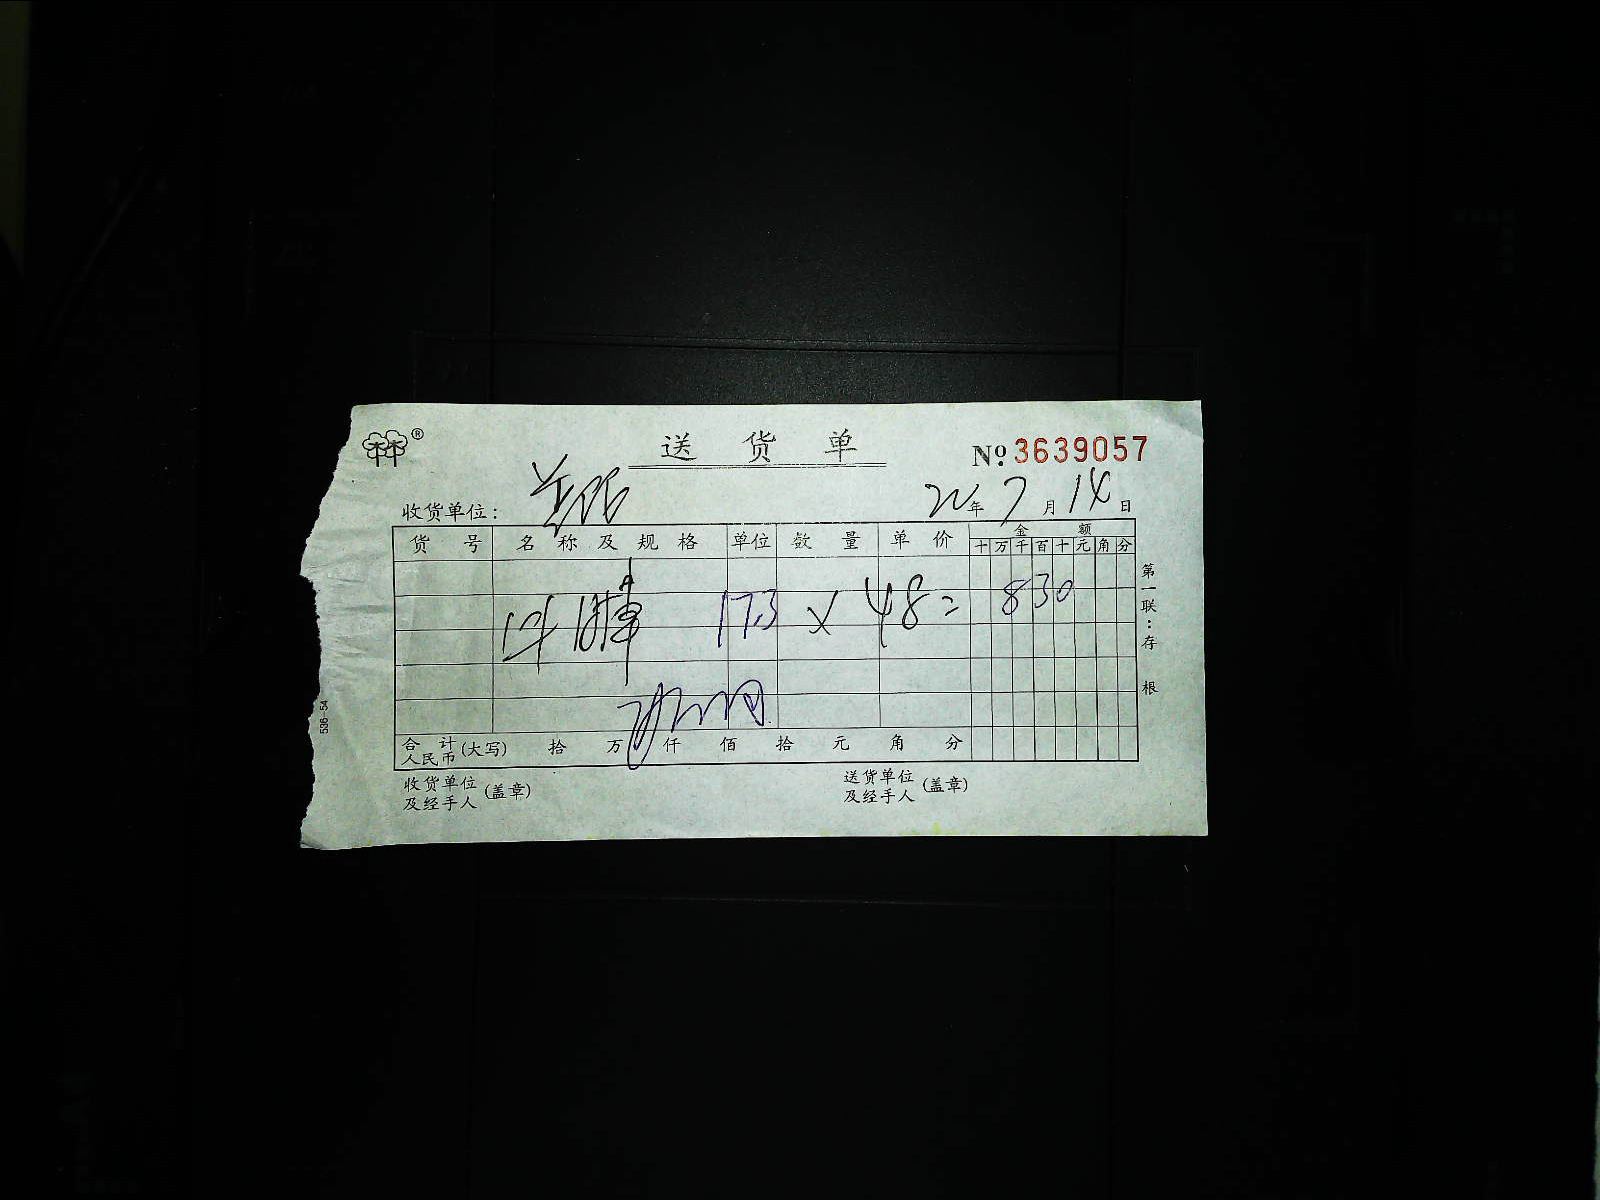 ®
送货单
№ 3639057
收货单位: 年 7 月 14 日
货号 名称及规格 单位 数量 单价 金额
十 万 千 百 十 元 角 分
173 × 48 = 830
合计人民币(大写) 拾 万 仟 佰 拾 元 角 分
收货单位及经手人(盖章) 送货单位及经手人(盖章)
第一联:存根
536-54